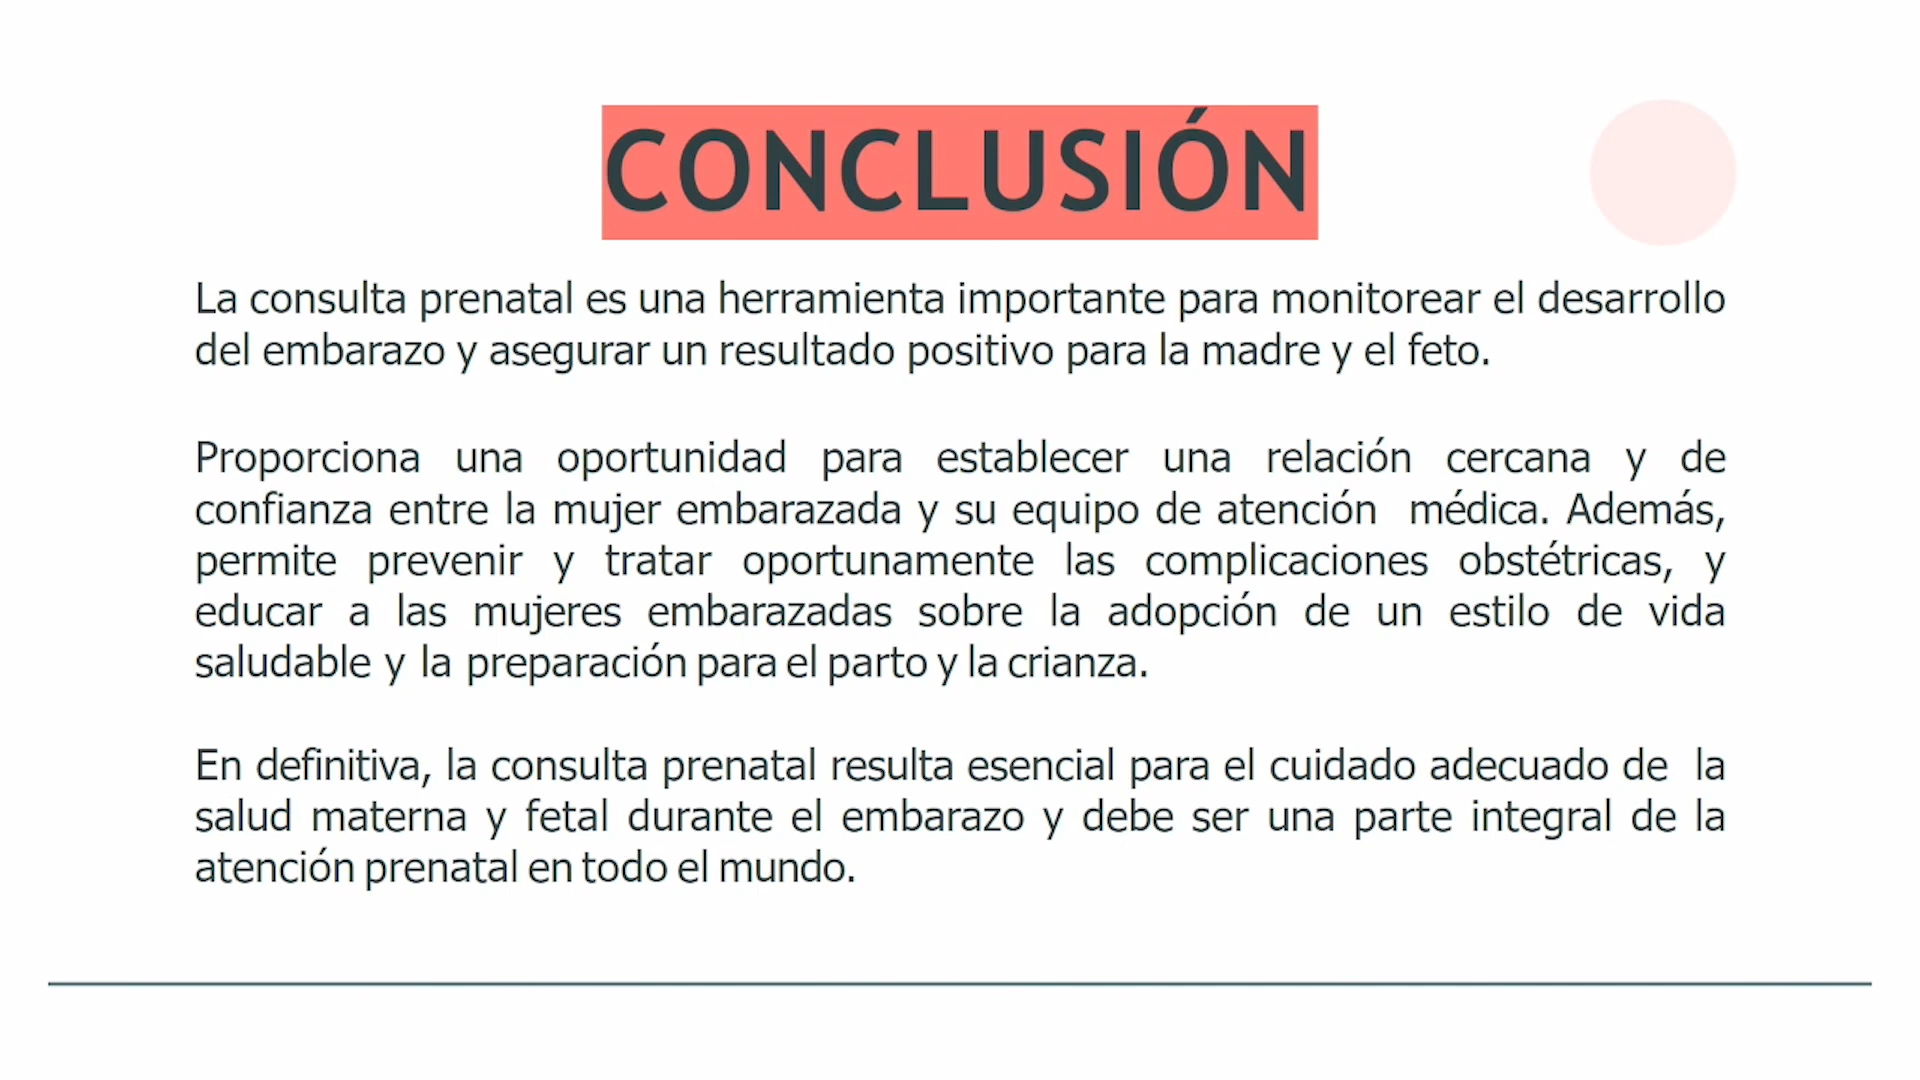 CONCLUSIÓN
La consulta prenatal es una herramienta importante para monitorear el desarrollo
del embarazo y asegurar un resultado positivo para la madre y el feto.
Proporciona una oportunidad para establecer una relación cercana y de
confianza entre la mujer embarazada y su equipo de atención médica. Además,
permite prevenir y tratar oportunamente las complicaciones obstétricas, y
educar a las mujeres embarazadas sobre la adopción de un estilo de vida
saludable y la preparación para el parto y la crianza.
En definitiva, la consulta prenatal resulta esencial para el cuidado adecuado de la
salud materna y fetal durante el embarazo y debe ser una parte integral de la
atención prenatal en todo el mundo.